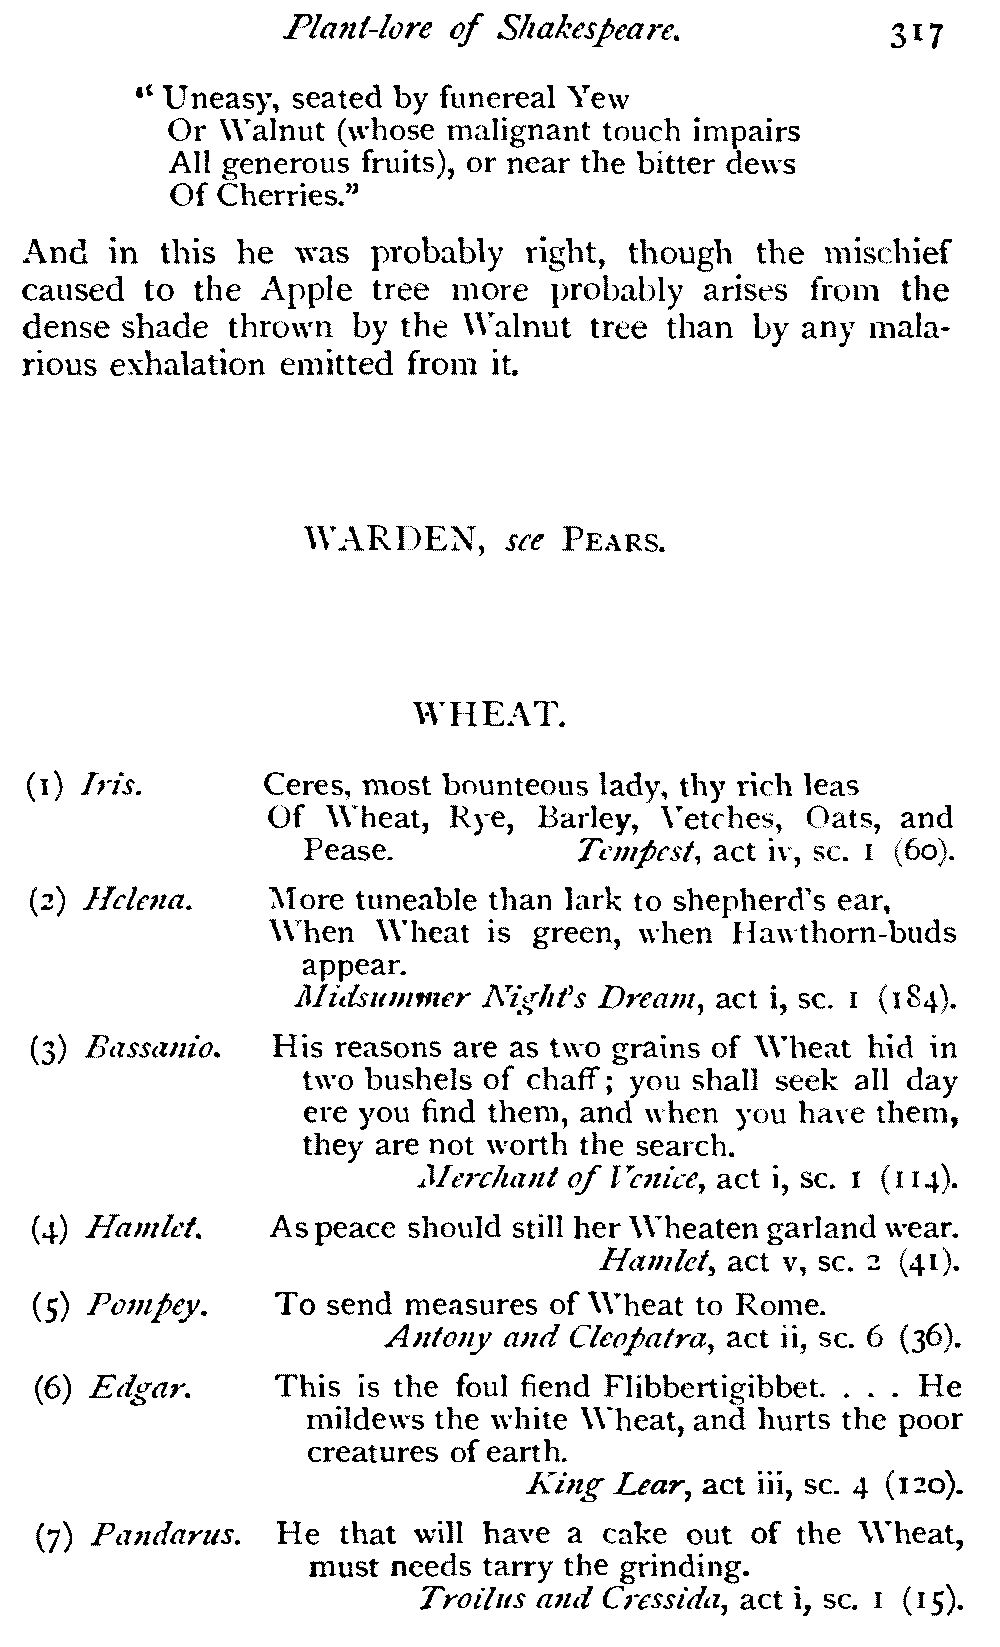 Plant-lore of Shakespeare. 317
“ Uneasy, seated by funereal Yew
Or Walnut (whose malignant touch impairs
All generous fruits), or near the bitter dews
Of Cherries.”
And in this he was probably right, though the mischief
caused to the Apple tree more probably arises from the
dense shade thrown by the Walnut tree than by any mala-
rious exhalation emitted from it.
WARDEN, see PEARS.
WHEAT.
(1) Iris. Ceres, most bounteous lady, thy rich leas
Of Wheat, Rye, Barley, Vetches, Oats, and
Pease. Tempest, act iv, sc. 1 (60).
(2) Helena. More tuneable than lark to shepherd's ear,
When Wheat is green, when Hawthorn-buds
appear.
Midsummer Night's Dream, act i, sc. 1 (184).
(3) Bassanio. His reasons are as two grains of Wheat hid in
two bushels of chaff; you shall seek all day
ere you find them, and when you have them,
they are not worth the search.
Merchant of Venice, act i, sc. 1 (114).
(4) Hamlet. As peace should still her Wheaten garland wear.
Hamlet, act v, sc. 2 (41).
(5) Pompey. To send measures of Wheat to Rome.
Antony and Cleopatra, act ii, sc. 6 (36).
(6) Edgar. This is the foul fiend Flibbertigibbet. . . . He
mildews the white Wheat, and hurts the poor
creatures of earth.
King Lear, act iii, sc. 4 (120).
(7) Pandarus. He that will have a cake out of the Wheat,
must needs tarry the grinding.
Troilus and Cressida, act i, sc. 1 (15).